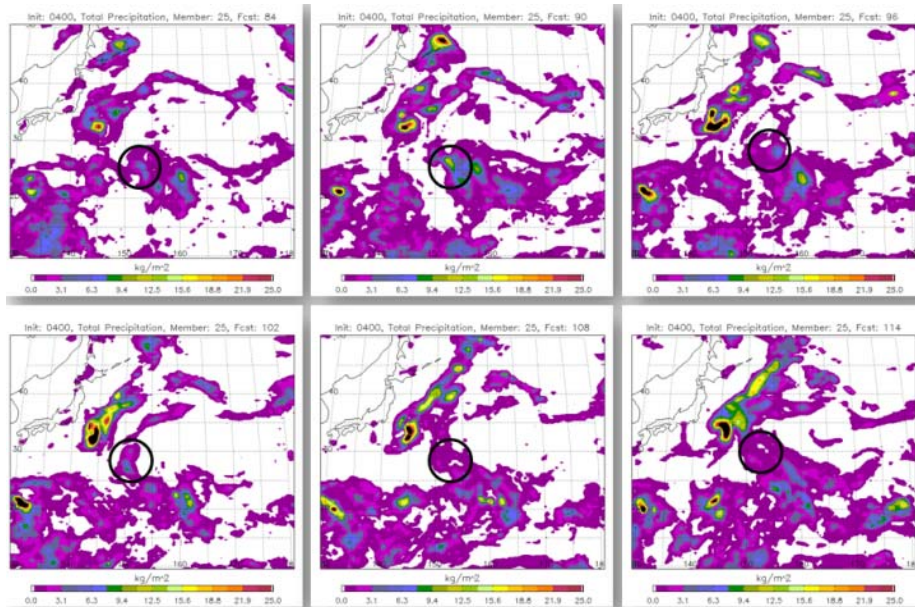 Init: 0400, Total Precipitation, Member: 25, Fcst: 84
Init: 0400, Total Precipitation, Member: 25, Fcst: 90
Init: 0400, Total Precipitation, Member: 25, Fcst: 96
kg/m^2
kg/m^2
kg/m^2
0.0 3.1 6.3 9.4 12.5 15.6 18.8 21.9 25.0
0.0 3.1 6.3 9.4 12.5 15.6 18.8 21.9 25.0
0.0 3.1 6.3 9.4 12.5 15.6 18.8 21.9 25.0
Init: 0400, Total Precipitation, Member: 25, Fcst: 102
Init: 0400, Total Precipitation, Member: 25, Fcst: 108
Init: 0400, Total Precipitation, Member: 25, Fcst: 114
kg/m^2
kg/m^2
kg/m^2
0.0 3.1 6.3 9.4 12.5 15.6 18.8 21.9 25.0
0.0 3.1 6.3 9.4 12.5 15.6 18.8 21.9 25.0
0.0 3.1 6.3 9.4 12.5 15.6 18.8 21.9 25.0